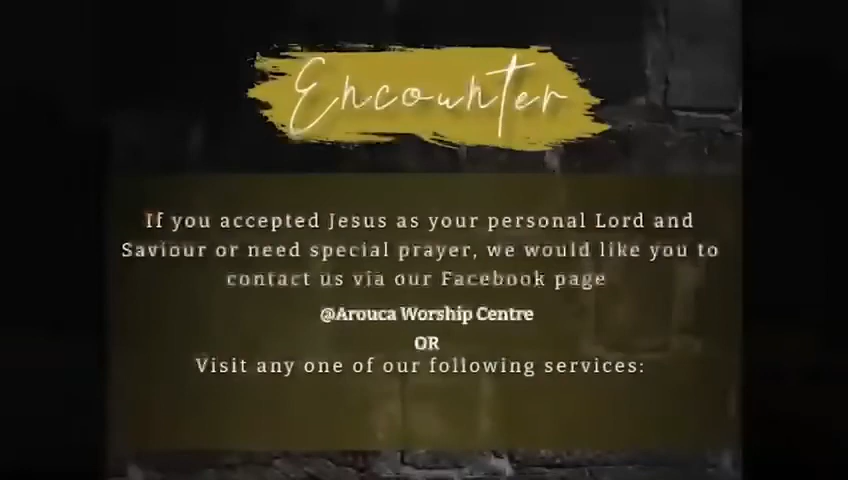 Encounter
If you accepted Jesus as your personal Lord and
Saviour or need special prayer, we would like you to
contact us via our Facebook page
@Arouca Worship Centre
OR
Visit any one of our following services: